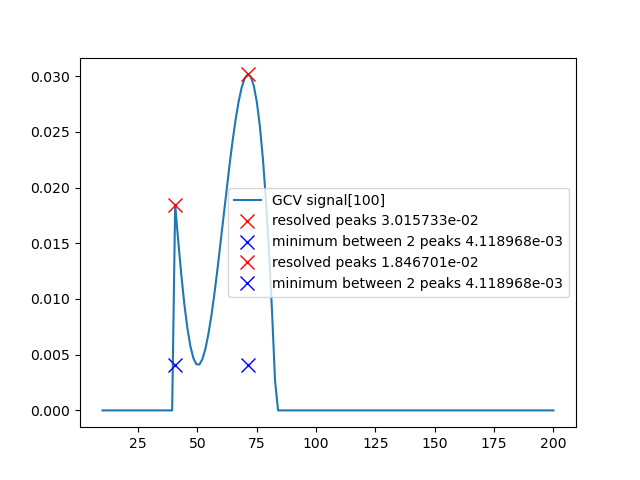 0.030
0.025
0.020
0.015
0.010
0.005
0.000
GCV signal[100]
resolved peaks 3.015733e-02
minimum between 2 peaks 4.118968e-03
resolved peaks 1.846701e-02
minimum between 2 peaks 4.118968e-03
25 50 75 100 125 150 175 200